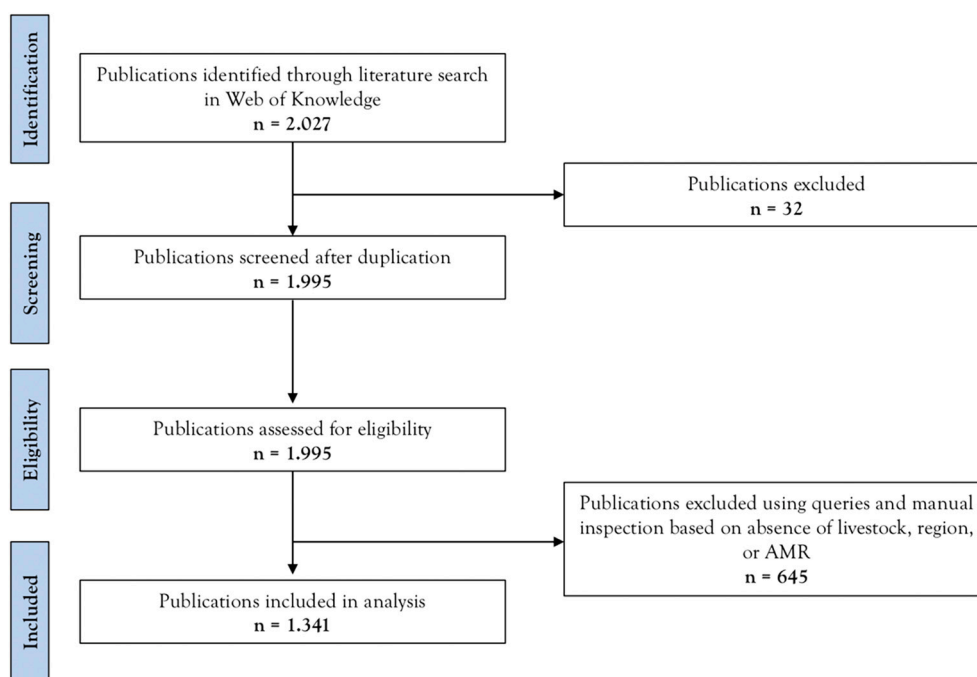 Identification
Publications identified through literature search
in Web of Knowledge
n = 2.027
Publications excluded
n = 32
Screening
Publications screened after duplication
n = 1.995
Eligibility
Publications assessed for eligibility
n = 1.995
Publications excluded using queries and manual
inspection based on absence of livestock, region,
or AMR
n = 645
Included
Publications included in analysis
n = 1.341